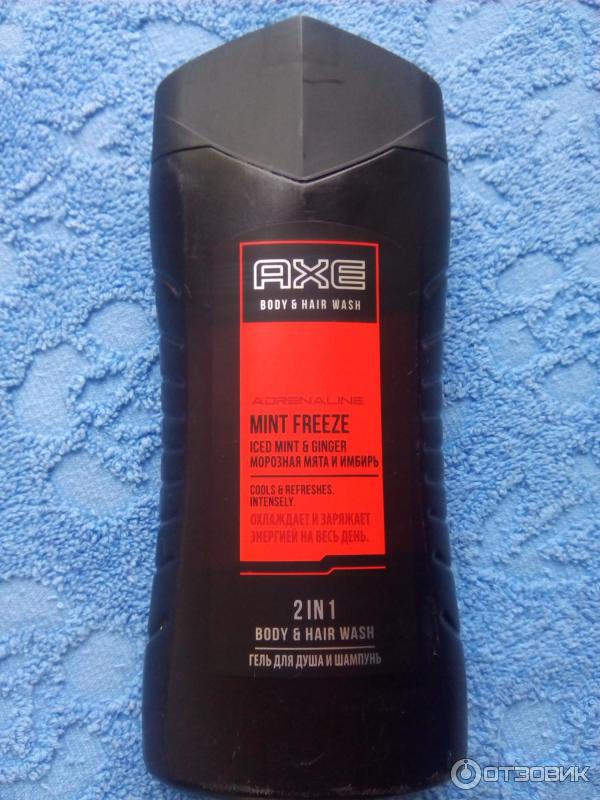 AXE
BODY & HAIR WASH
ADRENALINE
MINT FREEZE
ICED MINT & GINGER
МОРОЗНАЯ МЯТА И ИМБИРЬ
COOLS & REFRESHES.
INTENSELY.
ОХЛАЖДАЕТ И ЗАРЯЖАЕТ
ЭНЕРГИЕЙ НА ВЕСЬ ДЕНЬ.
2 IN 1
BODY & HAIR WASH
ГЕЛЬ ДЛЯ ДУША И ШАМПУНЬ
ОТЗОВИК